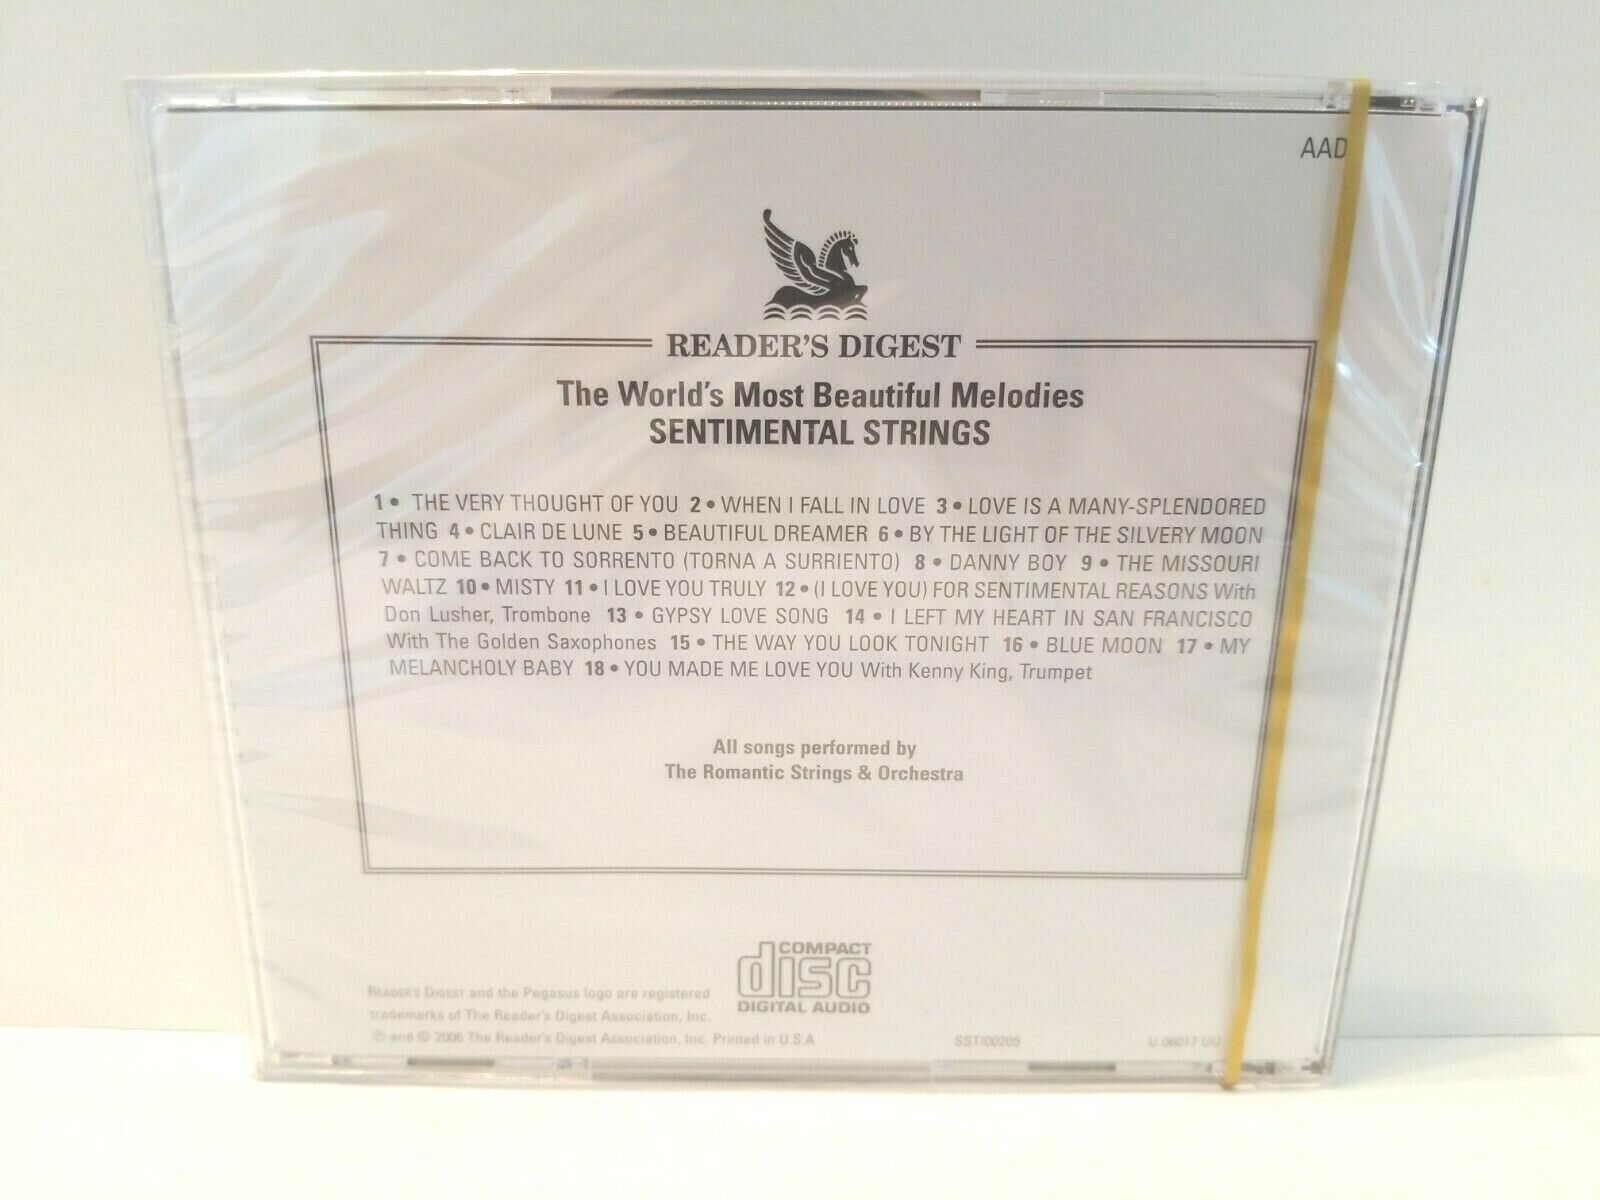 AAD
READER'S DIGEST
The World's Most Beautiful Melodies
SENTIMENTAL STRINGS
1 • THE VERY THOUGHT OF YOU 2 • WHEN I FALL IN LOVE 3 • LOVE IS A MANY-SPLENDORED
THING 4 • CLAIR DE LUNE 5 • BEAUTIFUL DREAMER 6 • BY THE LIGHT OF THE SILVERY MOON
7 • COME BACK TO SORRENTO (TORNA A SURRIENTO) 8 • DANNY BOY 9 • THE MISSOURI
WALTZ 10 • MISTY 11 • I LOVE YOU TRULY 12 • (I LOVE YOU) FOR SENTIMENTAL REASONS With
Don Lusher, Trombone 13 • GYPSY LOVE SONG 14 • I LEFT MY HEART IN SAN FRANCISCO
With The Golden Saxophones 15 • THE WAY YOU LOOK TONIGHT 16 • BLUE MOON 17 • MY
MELANCHOLY BABY 18 • YOU MADE ME LOVE YOU With Kenny King, Trumpet
All songs performed by
The Romantic Strings & Orchestra
COMPACT
disc
DIGITAL AUDIO
READER'S DIGEST and the Pegasus logo are registered
trademarks of The Reader's Digest Association, Inc.
℗ and © 2006 The Reader's Digest Association, Inc. Printed in U.S.A
SSTI00205
U 06017 UU